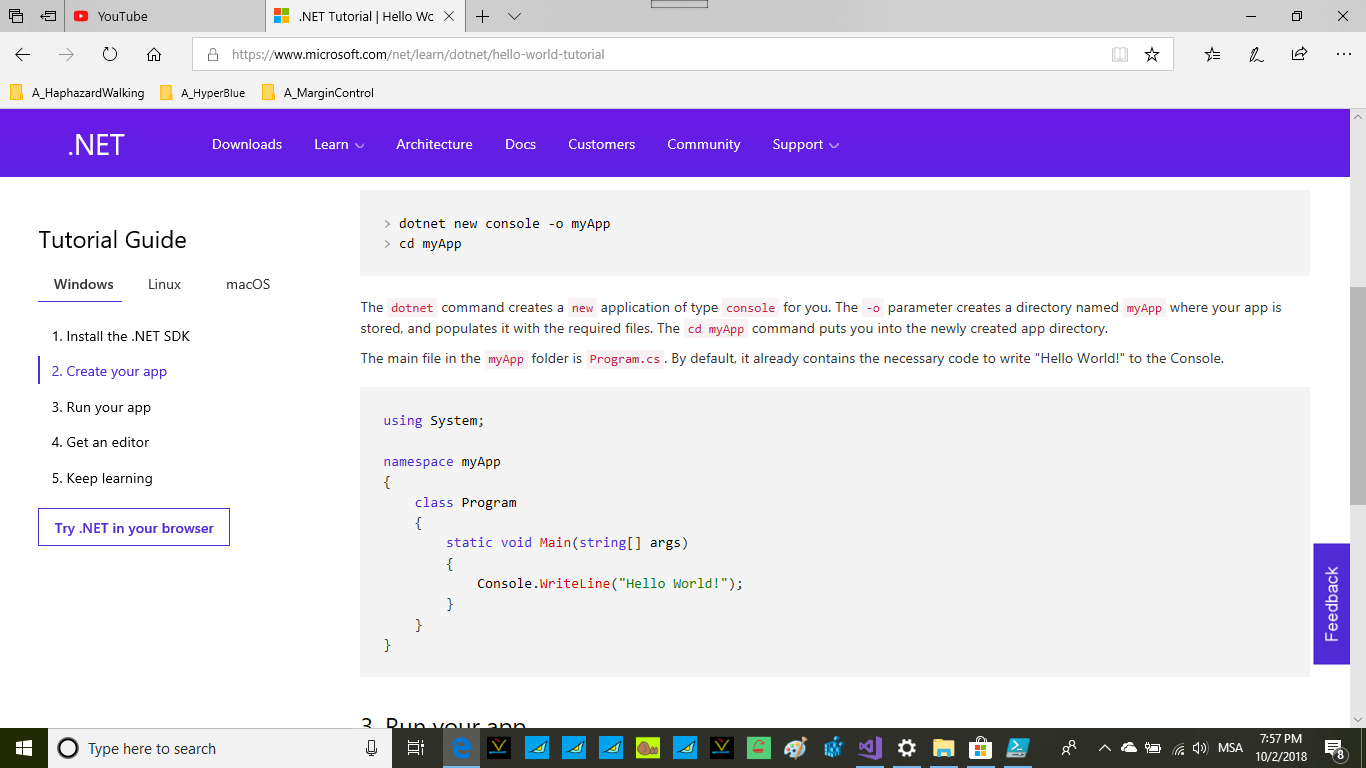 YouTube
.NET Tutorial | Hello Wc
https://www.microsoft.com/net/learn/dotnet/hello-world-tutorial
A_HaphazardWalking A_HyperBlue A_MarginControl
.NET Downloads Learn Architecture Docs Customers Community Support
Tutorial Guide
Windows Linux macOS
1. Install the .NET SDK
2. Create your app
3. Run your app
4. Get an editor
5. Keep learning
Try .NET in your browser
> dotnet new console -o myApp
> cd myApp
The dotnet command creates a new application of type console for you. The -o parameter creates a directory named myApp where your app is
stored, and populates it with the required files. The cd myApp command puts you into the newly created app directory.
The main file in the myApp folder is Program.cs. By default, it already contains the necessary code to write "Hello World!" to the Console.
using System;
namespace myApp
{
class Program
{
static void Main(string[] args)
{
Console.WriteLine("Hello World!");
}
}
}
3. Run your app
Feedback
Type here to search
MSA
7:57 PM
10/2/2018
8